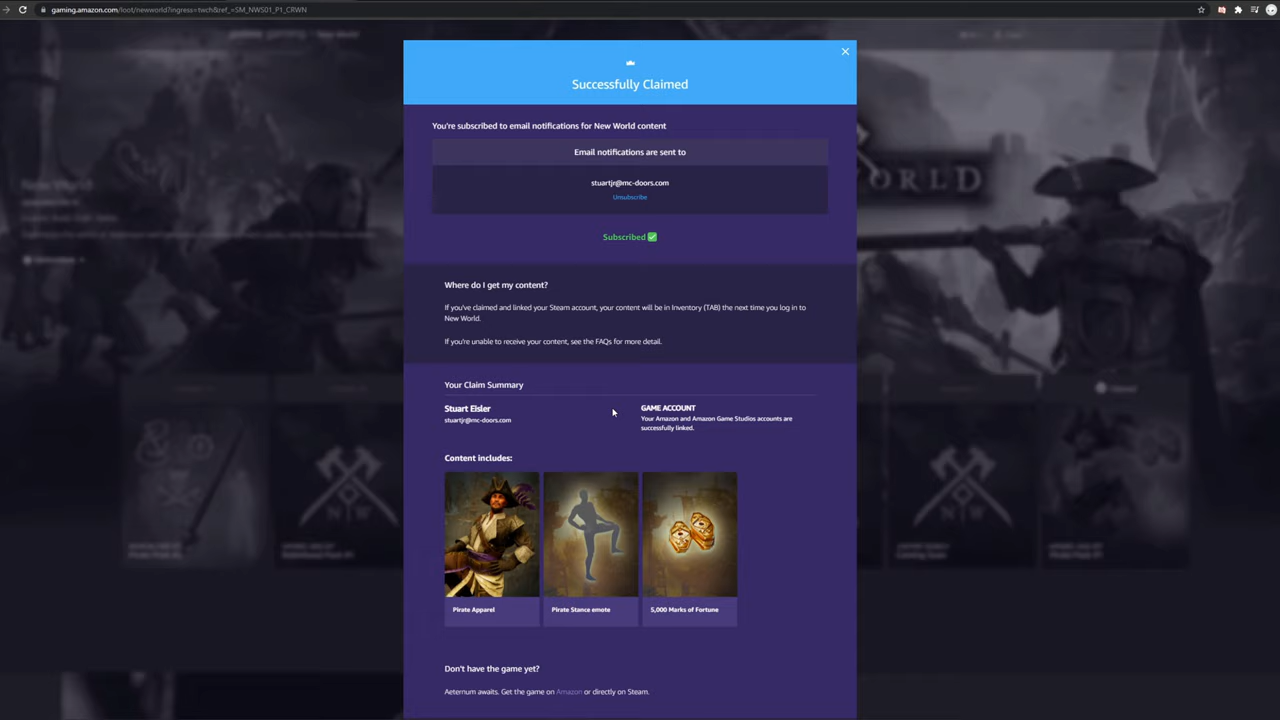 gaming.amazon.com/loot/newworld?ingress=twch&ref_=SM_NWS01_P1_CRWN
Successfully Claimed
You're subscribed to email notifications for New World content
Email notifications are sent to
stuartjr@mc-doors.com
Unsubscribe
Subscribed
Where do I get my content?
If you've claimed and linked your Steam account, your content will be in Inventory (TAB) the next time you log in to
New World.
If you're unable to receive your content, see the FAQs for more detail.
Your Claim Summary
Stuart Eisler
stuartjr@mc-doors.com
GAME ACCOUNT
Your Amazon and Amazon Game Studios accounts are
successfully linked.
Content includes:
Pirate Apparel
Pirate Stance emote
5,000 Marks of Fortune
Don't have the game yet?
Aeternum awaits. Get the game on Amazon or directly on Steam.
New World
ORLD